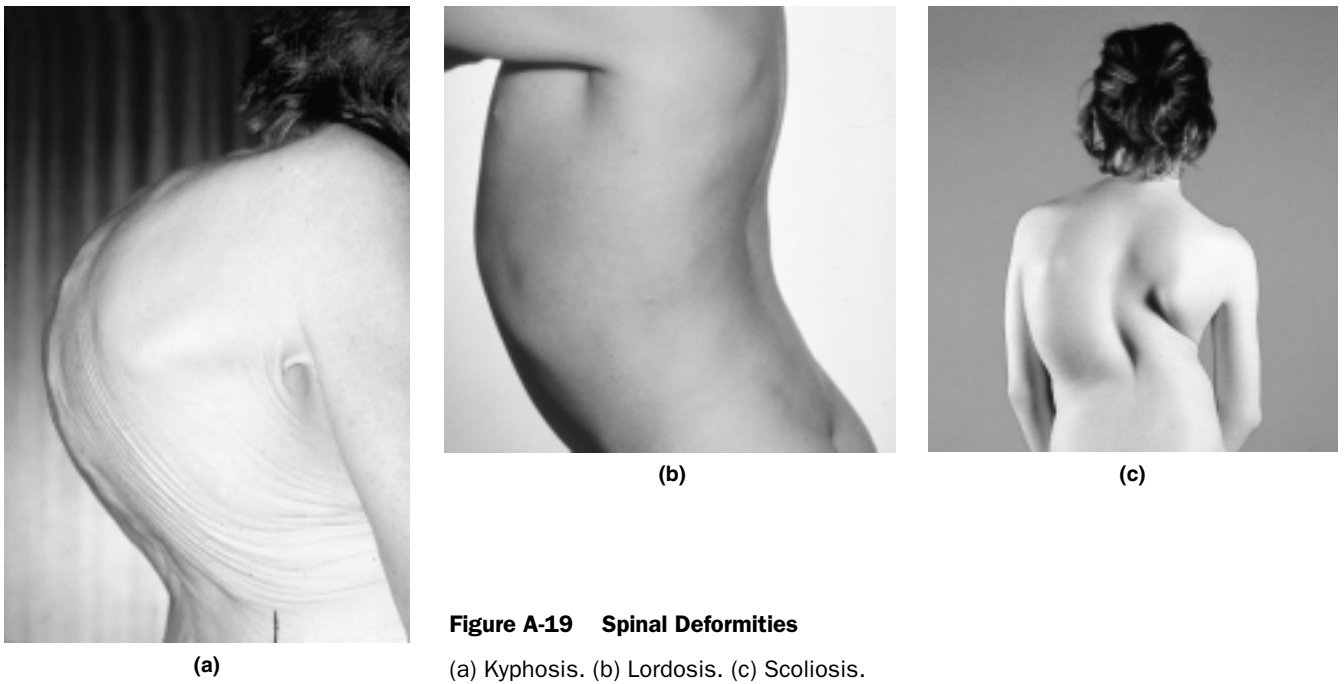 (a)
(b)
(c)
Figure A-19 Spinal Deformities
(a) Kyphosis. (b) Lordosis. (c) Scoliosis.